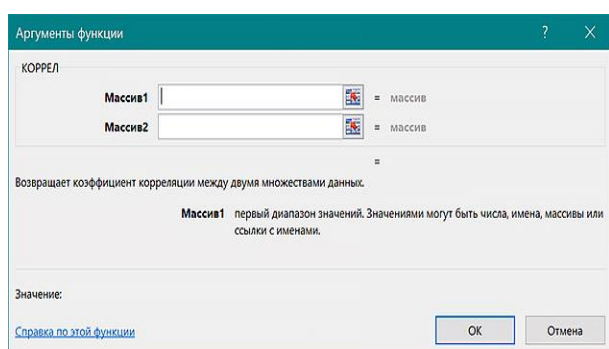 Аргументы функции ? X
КОРРЕЛ
Массив1 = массив
Массив2 = массив
=
Возвращает коэффициент корреляции между двумя множествами данных.
Массив1 первый диапазон значений. Значениями могут быть числа, имена, массивы или
ссылки с именами.
Значение:
Справка по этой функции
ОК Отмена